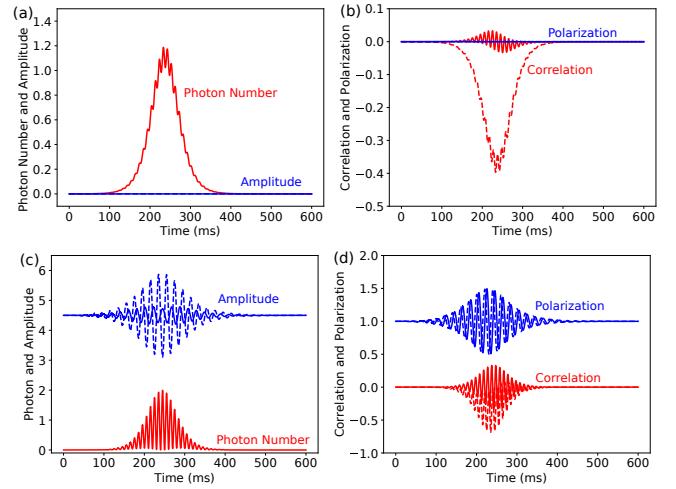 (a)
Photon Number and Amplitude
1.4
1.2
1.0
0.8
0.6
0.4
0.2
0.0
Photon Number
Amplitude
0 100 200 300 400 500 600
Time (ms)
(b)
Correlation and Polarization
0.1
0.0
−0.1
−0.2
−0.3
−0.4
−0.5
Polarization
Correlation
0 100 200 300 400 500 600
Time (ms)
(c)
Photon and Amplitude
6
5
4
3
2
1
0
Amplitude
Photon Number
0 100 200 300 400 500 600
Time (ms)
(d)
Correlation and Polarization
2.0
1.5
1.0
0.5
0.0
−0.5
−1.0
Polarization
Correlation
0 100 200 300 400 500 600
Time (ms)